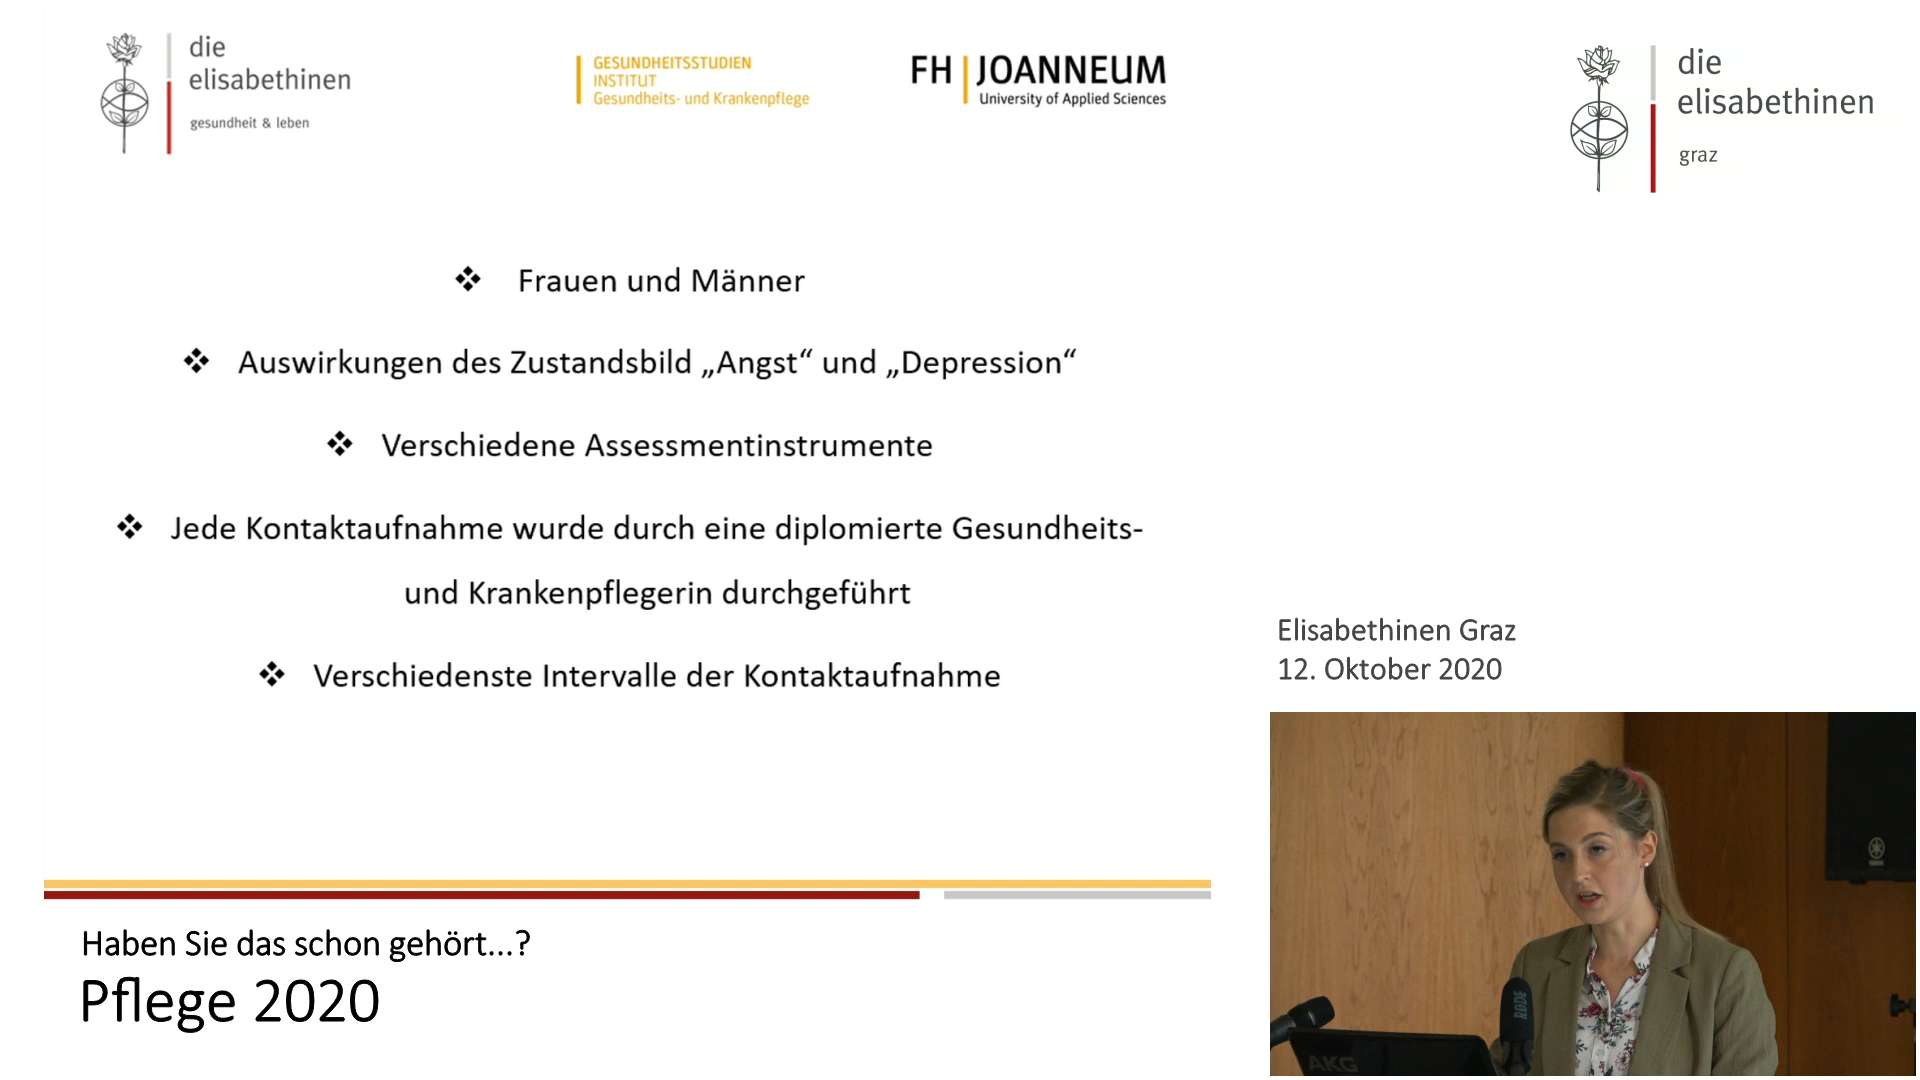 die
elisabethinen
gesundheit & leben
GESUNDHEITSSTUDIEN
INSTITUT
Gesundheits- und Krankenpflege
FH JOANNEUM
University of Applied Sciences
die
elisabethinen
graz
❖ Frauen und Männer
❖ Auswirkungen des Zustandsbild „Angst“ und „Depression“
❖ Verschiedene Assessmentinstrumente
❖ Jede Kontaktaufnahme wurde durch eine diplomierte Gesundheits-
und Krankenpflegerin durchgeführt
❖ Verschiedenste Intervalle der Kontaktaufnahme
Elisabethinen Graz
12. Oktober 2020
Haben Sie das schon gehört...?
Pflege 2020
RØDE
AKG